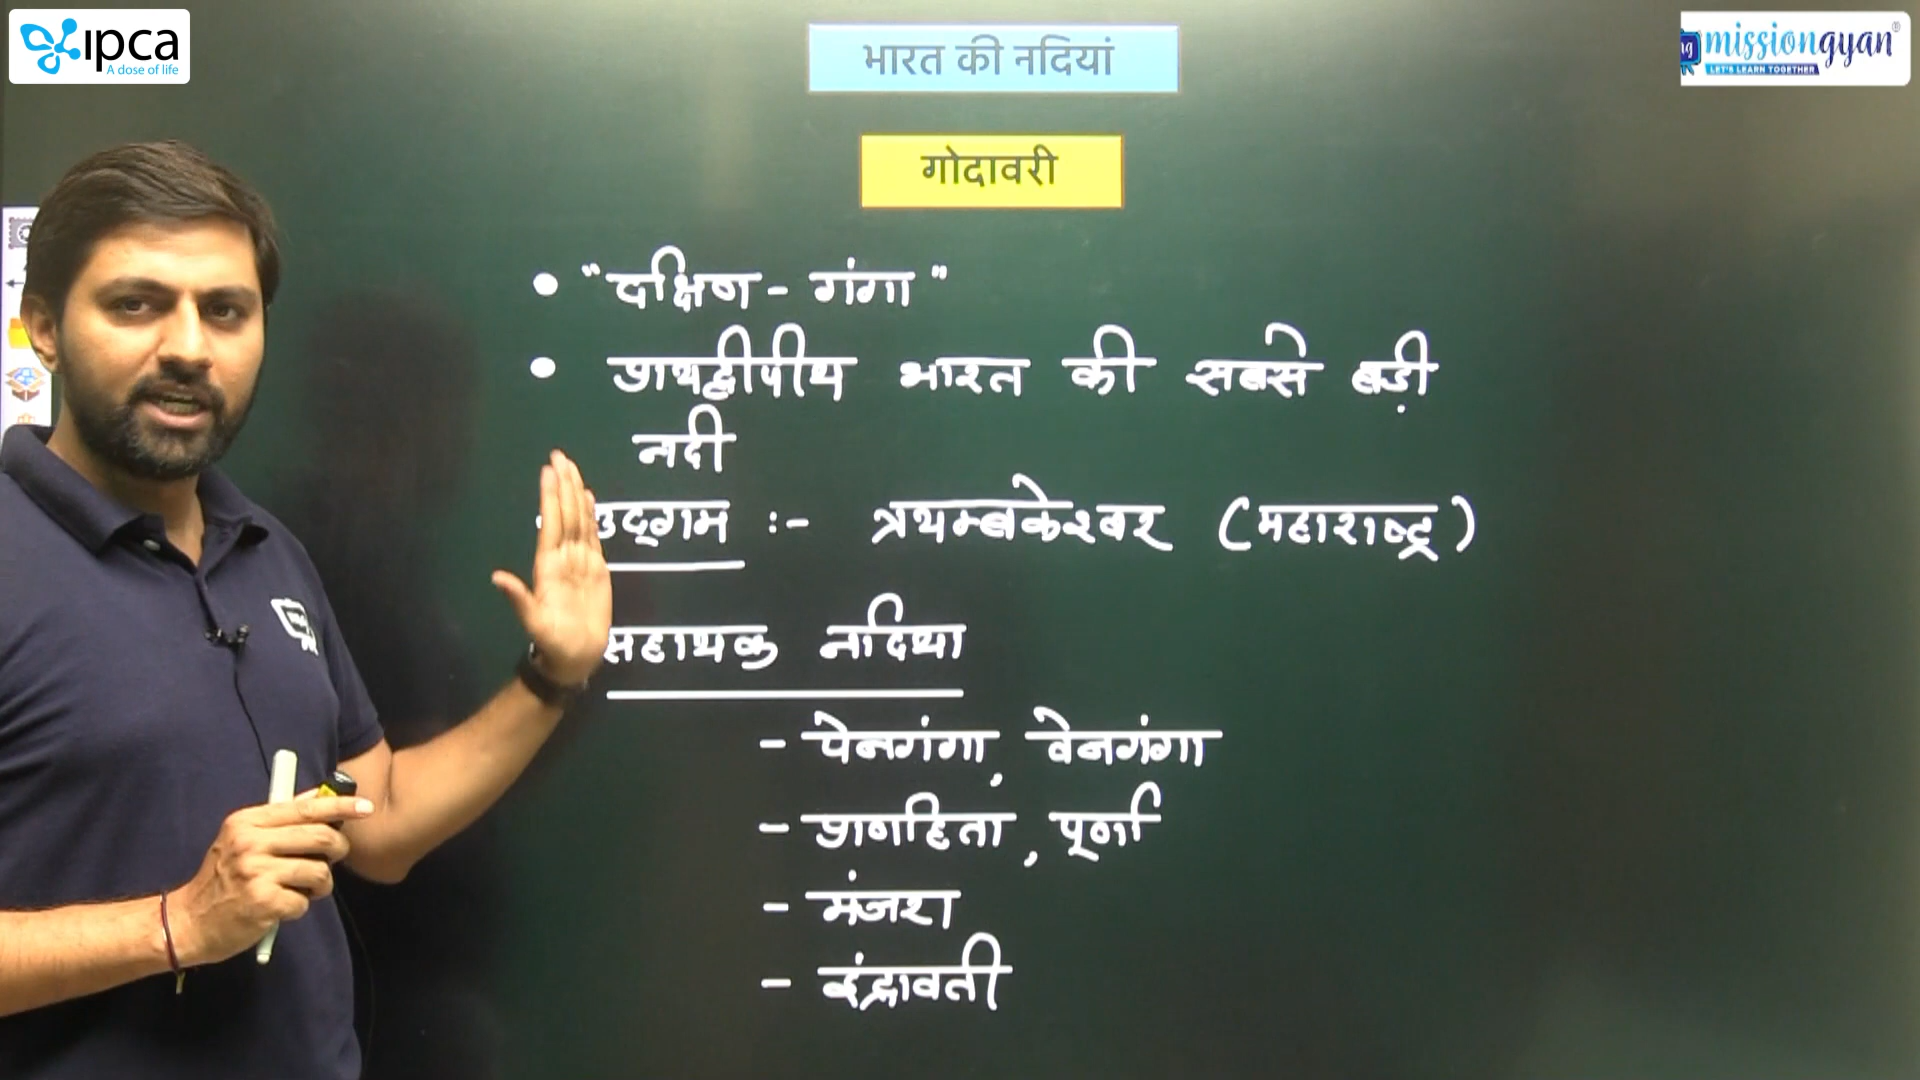 ipca
A dose of life
missiongyan®
LET'S LEARN TOGETHER
भारत की नदियां
गोदावरी
• "दक्षिण - गंगा"
• प्रायद्वीपीय भारत की सबसे बड़ी
नदी
उद्गम :- त्रयम्बकेश्वर (महाराष्ट्र)
सहायक नदिया
- पेनगंगा, वेनगंगा
- प्राणहिता, पूर्णा
- मंजरा
- इंद्रावती